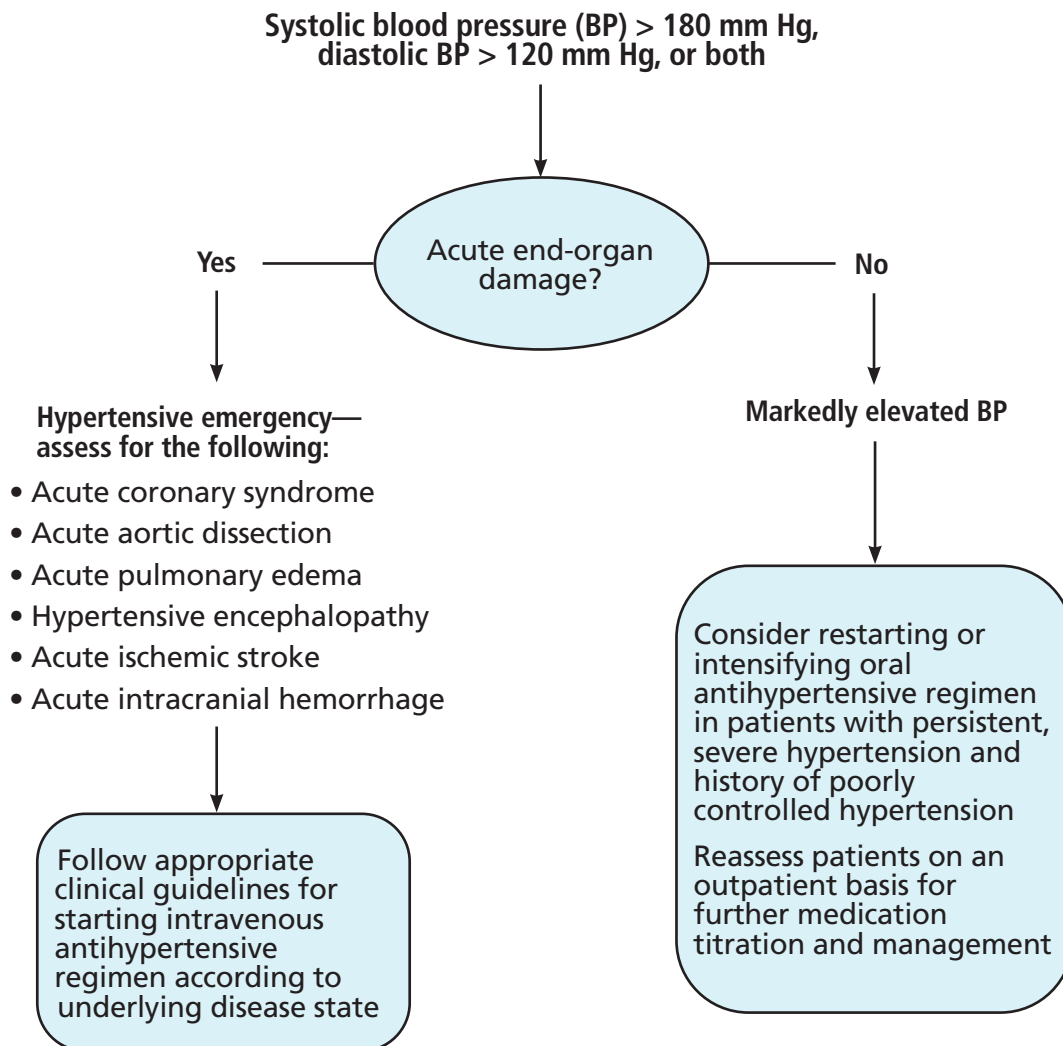 Systolic blood pressure (BP) > 180 mm Hg,
diastolic BP > 120 mm Hg, or both
Acute end-organ
damage?
Yes
No
Hypertensive emergency—
assess for the following:
• Acute coronary syndrome
• Acute aortic dissection
• Acute pulmonary edema
• Hypertensive encephalopathy
• Acute ischemic stroke
• Acute intracranial hemorrhage
Follow appropriate
clinical guidelines for
starting intravenous
antihypertensive
regimen according to
underlying disease state
Markedly elevated BP
Consider restarting or
intensifying oral
antihypertensive regimen
in patients with persistent,
severe hypertension and
history of poorly
controlled hypertension
Reassess patients on an
outpatient basis for
further medication
titration and management